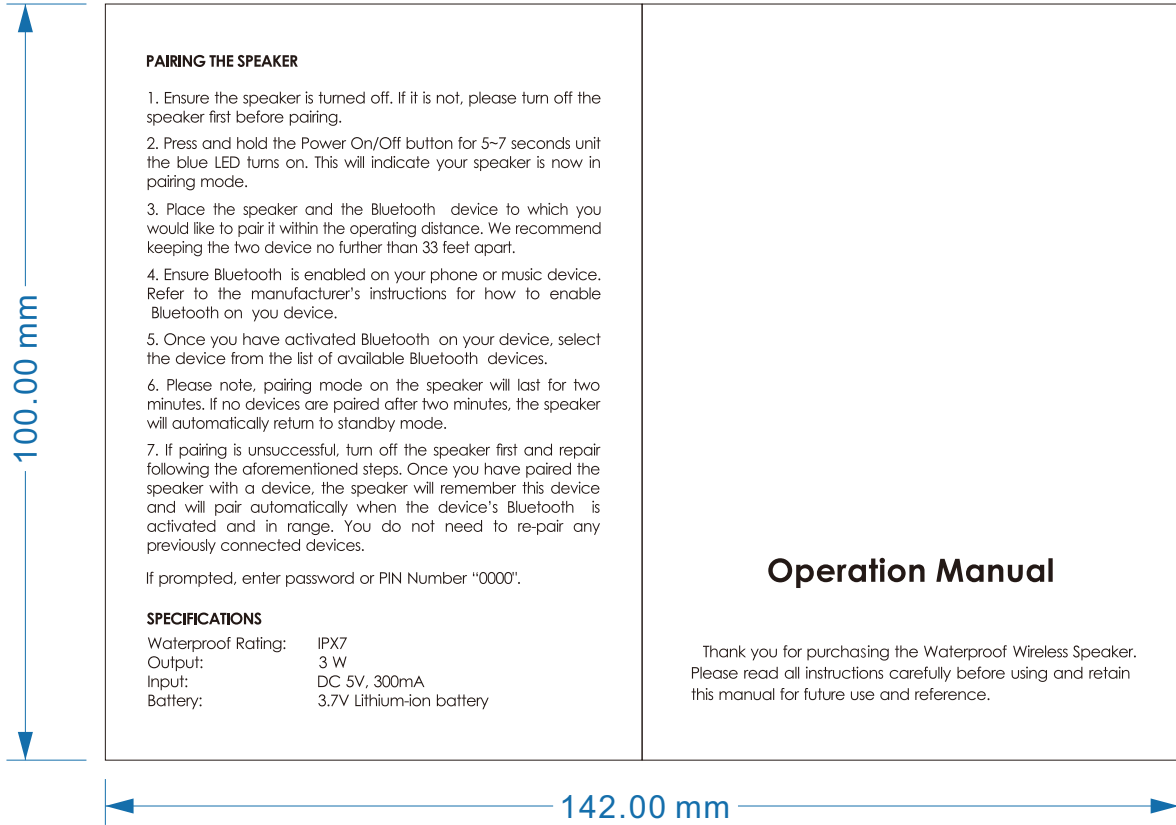 PAIRING THE SPEAKER
1. Ensure the speaker is turned off. If it is not, please turn off the
speaker first before pairing.
2. Press and hold the Power On/Off button for 5~7 seconds unit
the blue LED turns on. This will indicate your speaker is now in
pairing mode.
3. Place the speaker and the Bluetooth device to which you
would like to pair it within the operating distance. We recommend
keeping the two device no further than 33 feet apart.
4. Ensure Bluetooth is enabled on your phone or music device.
Refer to the manufacturer's instructions for how to enable
Bluetooth on you device.
5. Once you have activated Bluetooth on your device, select
the device from the list of available Bluetooth devices.
6. Please note, pairing mode on the speaker will last for two
minutes. If no devices are paired after two minutes, the speaker
will automatically return to standby mode.
7. If pairing is unsuccessful, turn off the speaker first and repair
following the aforementioned steps. Once you have paired the
speaker with a device, the speaker will remember this device
and will pair automatically when the device's Bluetooth is
activated and in range. You do not need to re-pair any
previously connected devices.
If prompted, enter password or PIN Number “0000".
SPECIFICATIONS
Waterproof Rating: IPX7
Output: 3 W
Input: DC 5V, 300mA
Battery: 3.7V Lithium-ion battery
Operation Manual
Thank you for purchasing the Waterproof Wireless Speaker.
Please read all instructions carefully before using and retain
this manual for future use and reference.
100.00 mm
142.00 mm